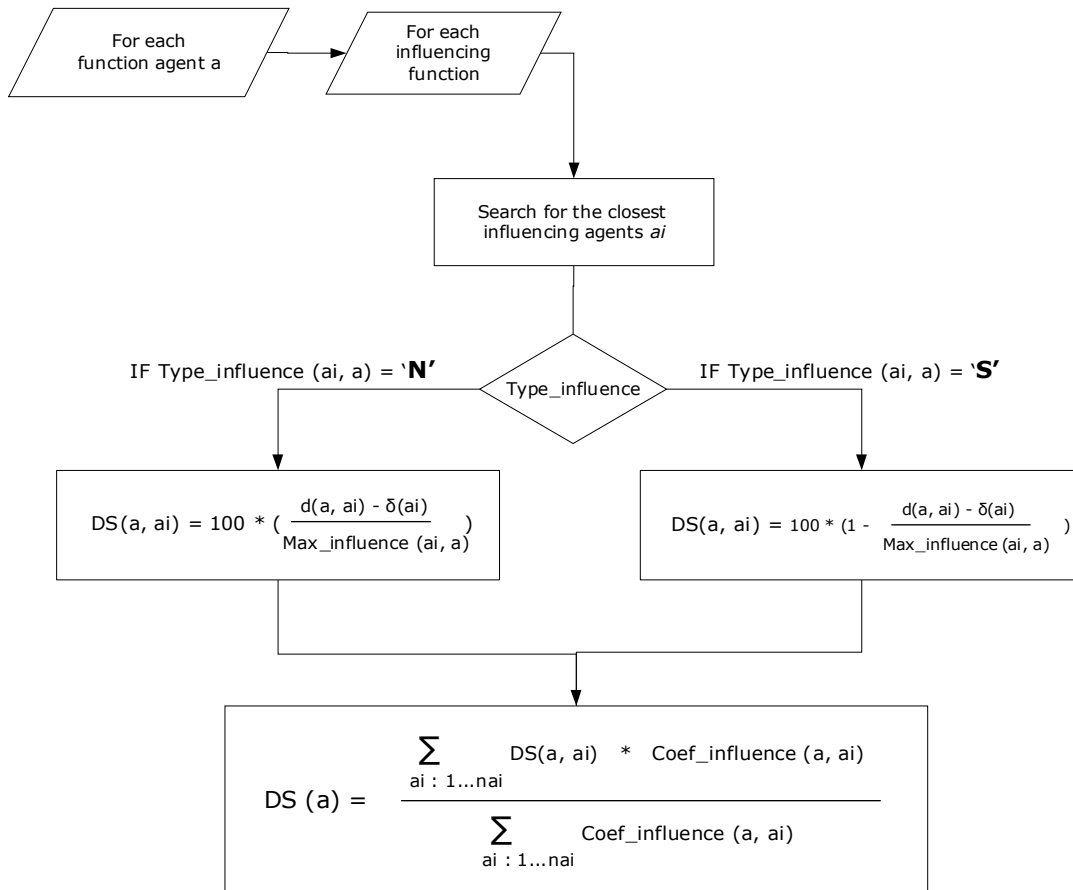 For each
function agent a
For each
influencing
function
Search for the closest
influencing agents ai
IF Type_influence (ai, a) = ‘N’
Type_influence
IF Type_influence (ai, a) = ‘S’
DS(a, ai) = 100 * ( d(a, ai) - δ(ai)
Max_influence (ai, a) )
DS(a, ai) = 100 * (1 - d(a, ai) - δ(ai)
Max_influence (ai, a) )
∑ DS(a, ai) * Coef_influence (a, ai)
ai : 1...nai
DS (a) =
∑ Coef_influence (a, ai)
ai : 1...nai